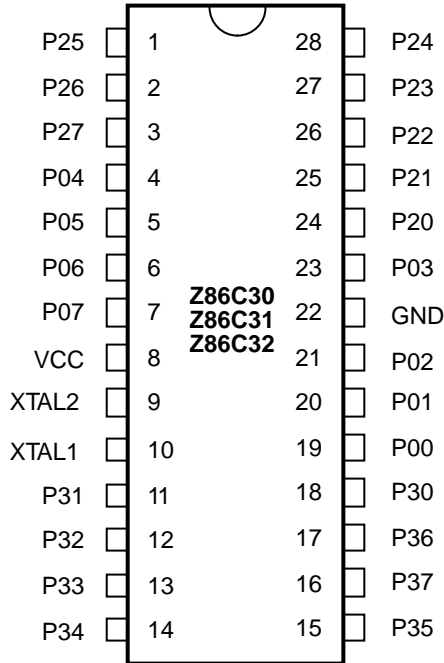 P25 1 28 P24
P26 2 27 P23
P27 3 26 P22
P04 4 25 P21
P05 5 24 P20
P06 6 23 P03
P07 7 Z86C30 22 GND
Z86C31
VCC 8 Z86C32 21 P02
XTAL2 9 20 P01
XTAL1 10 19 P00
P31 11 18 P30
P32 12 17 P36
P33 13 16 P37
P34 14 15 P35